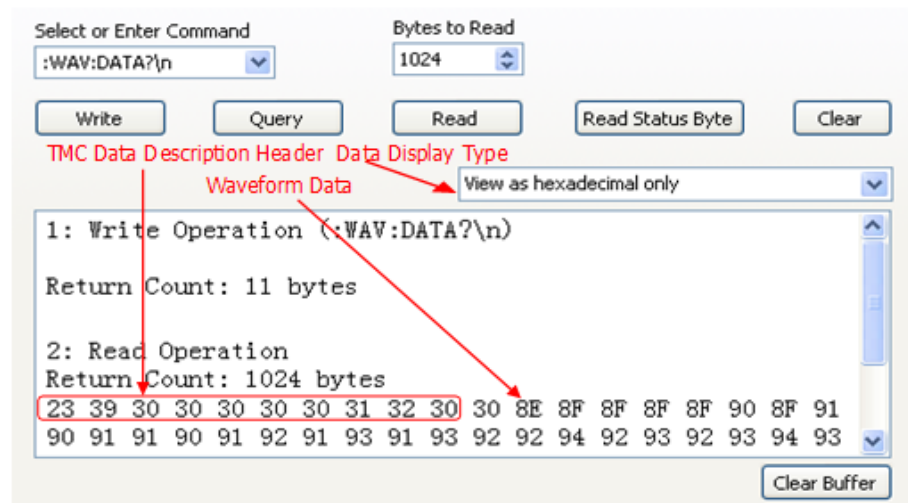 Select or Enter Command Bytes to Read
:WAV:DATA?\n 1024
Write Query Read Read Status Byte Clear
TMC Data Description Header Data Display Type
Waveform Data View as hexadecimal only
1: Write Operation (:WAV:DATA?\n)
Return Count: 11 bytes
2: Read Operation
Return Count: 1024 bytes
23 39 30 30 30 30 30 31 32 30 30 8E 8F 8F 8F 8F 90 8F 91
90 91 91 90 91 92 91 93 91 93 92 92 94 92 93 92 93 94 93
Clear Buffer